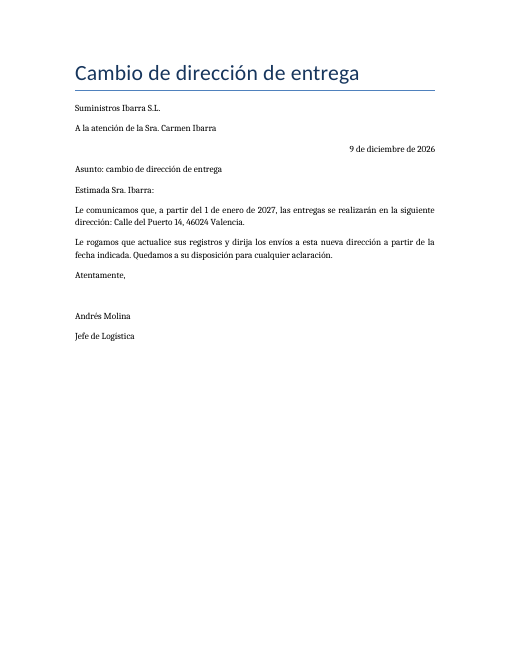 Cambio de dirección de entrega
Suministros Ibarra S.L.
A la atención de la Sra. Carmen Ibarra
9 de diciembre de 2026
Asunto: cambio de dirección de entrega
Estimada Sra. Ibarra:
Le comunicamos que, a partir del 1 de enero de 2027, las entregas se realizarán en la siguiente
dirección: Calle del Puerto 14, 46024 Valencia.
Le rogamos que actualice sus registros y dirija los envíos a esta nueva dirección a partir de la
fecha indicada. Quedamos a su disposición para cualquier aclaración.
Atentamente,
Andrés Molina
Jefe de Logística